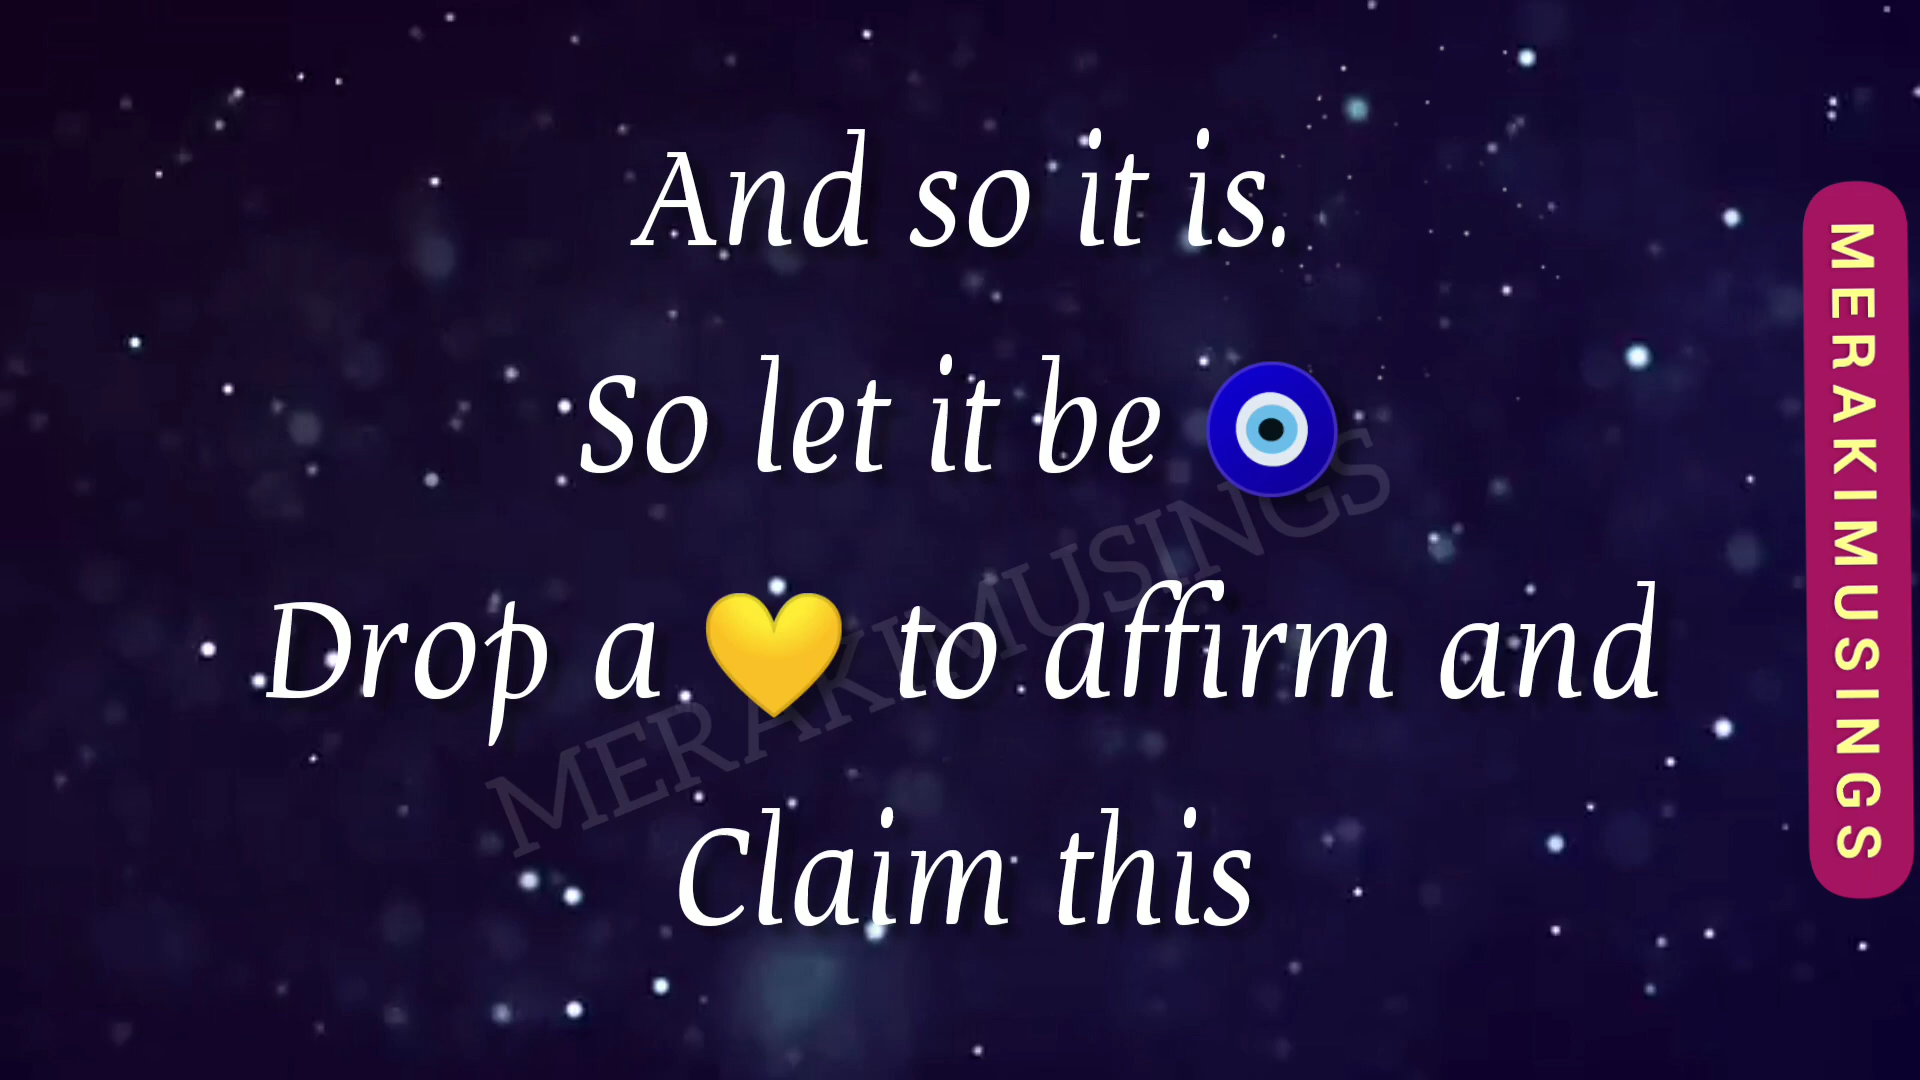 And so it is.
So let it be 🧿
Drop a 💛 to affirm and
Claim this
MERAKIMUSINGS
MERAKIMUSINGS